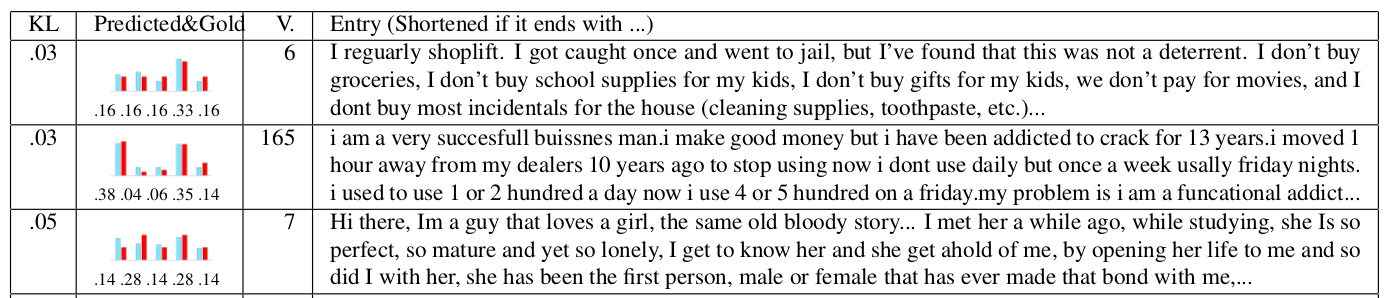 KL Predicted&Gold V. Entry (Shortened if it ends with ...)
.03 6 I reguarly shoplift. I got caught once and went to jail, but I've found that this was not a deterrent. I don't buy
groceries, I don't buy school supplies for my kids, I don't buy gifts for my kids, we don't pay for movies, and I
.16 .16 .16 .33 .16 dont buy most incidentals for the house (cleaning supplies, toothpaste, etc.)...
.03 165 i am a very succesfull buissnes man.i make good money but i have been addicted to crack for 13 years.i moved 1
hour away from my dealers 10 years ago to stop using now i dont use daily but once a week usally friday nights.
.38 .04 .06 .35 .14 i used to use 1 or 2 hundred a day now i use 4 or 5 hundred on a friday.my problem is i am a funcational addict...
.05 7 Hi there, Im a guy that loves a girl, the same old bloody story... I met her a while ago, while studying, she Is so
perfect, so mature and yet so lonely, I get to know her and she get ahold of me, by opening her life to me and so
.14 .28 .14 .28 .14 did I with her, she has been the first person, male or female that has ever made that bond with me,...